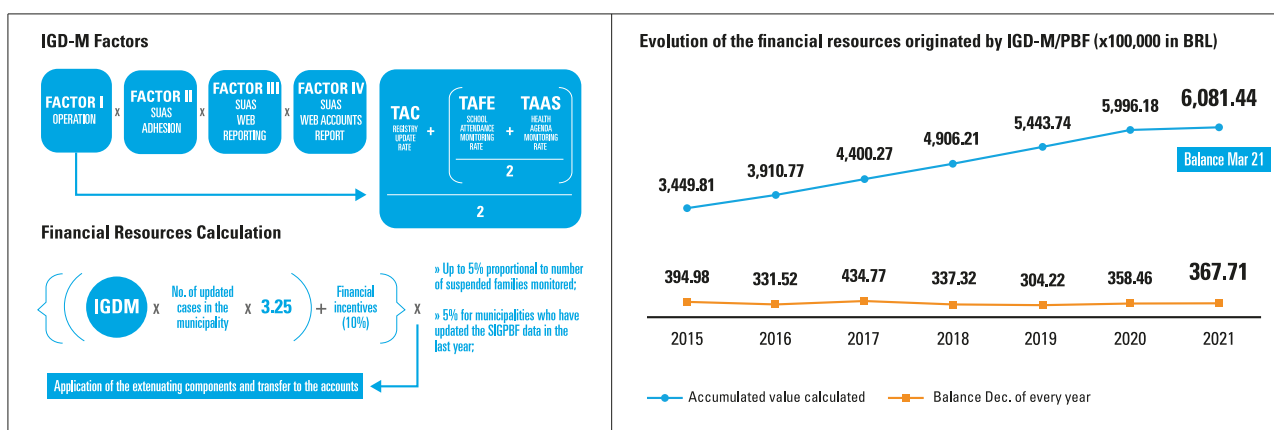 IGD-M Factors
FACTOR I
OPERATION
x
FACTOR II
SUAS
ADHESION
x
FACTOR III
SUAS
WEB
REPORTING
x
FACTOR IV
SUAS
WEB ACCOUNTS
REPORT
TAC
REGISTRY
UPDATE
RATE
+
TAFE
SCHOOL
ATTENDANCE
MONITORING
RATE
+
TAAS
HEALTH
AGENDA
MONITORING
RATE
2
2
Financial Resources Calculation
IGDM
x
No. of updated
cases in the
municipality
x
3.25
+
Financial
incentives
(10%)
x
» Up to 5% proportional to number
of suspended families monitored;
» 5% for municipalities who have
updated the SIGPBF data in the
last year;
Application of the extenuating components and transfer to the accounts
Evolution of the financial resources originated by IGD-M/PBF (x100,000 in BRL)
3,449.81
3,910.77
4,400.27
4,906.21
5,443.74
5,996.18
6,081.44
Balance Mar 21
394.98
331.52
434.77
337.32
304.22
358.46
367.71
2015
2016
2017
2018
2019
2020
2021
Accumulated value calculated
Balance Dec. of every year